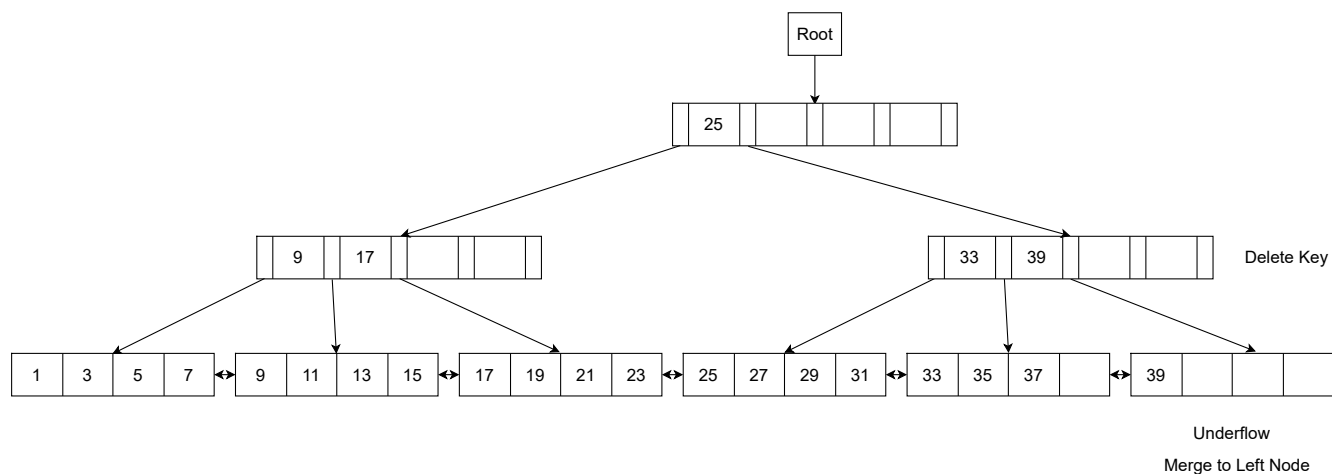 Root
25
9 17
33 39
Delete Key
1 3 5 7
9 11 13 15
17 19 21 23
25 27 29 31
33 35 37
39
Underflow
Merge to Left Node